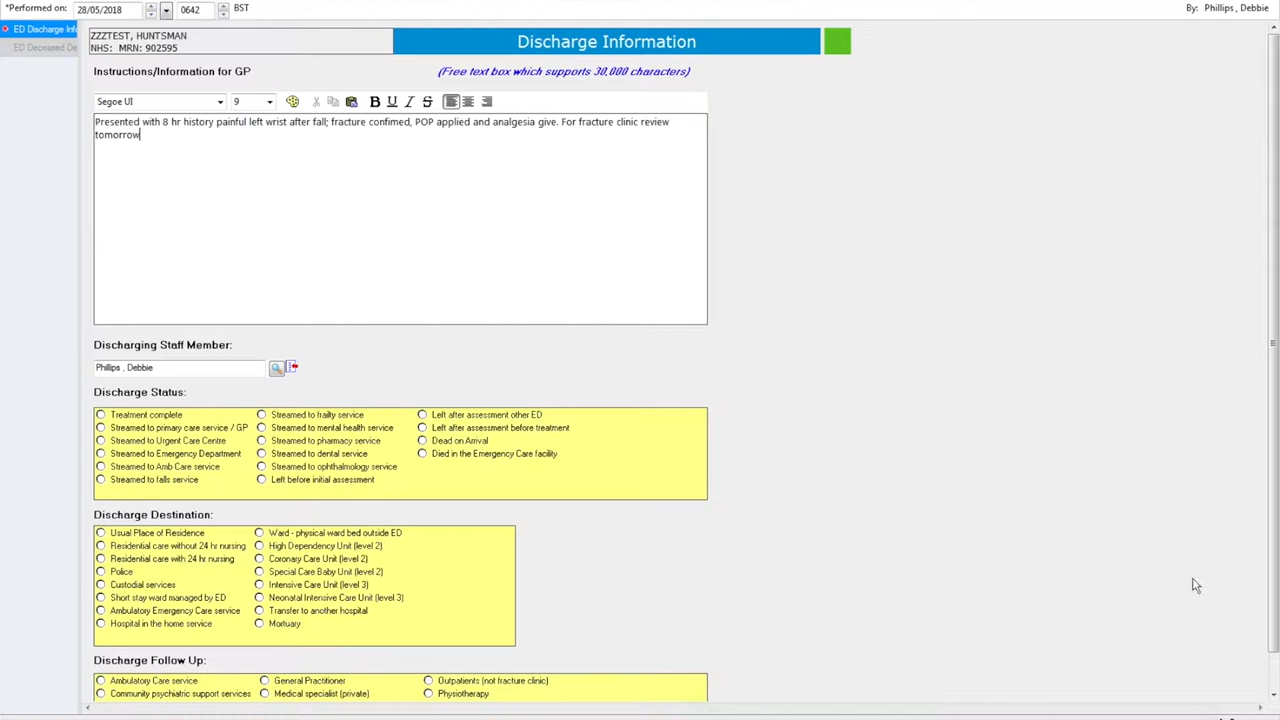 *Performed on: 28/05/2018 0642 BST By: Phillips , Debbie
ED Discharge Info
ED Deceased De
ZZZTEST, HUNTSMAN
NHS: MRN: 902595
Discharge Information
Instructions/Information for GP (Free text box which supports 30,000 characters)
Segoe UI 9 B U I S
Presented with 8 hr history painful left wrist after fall; fracture confimed, POP applied and analgesia give. For fracture clinic review
tomorrow
Discharging Staff Member:
Phillips , Debbie
Discharge Status:
Treatment complete Streamed to frailty service Left after assessment other ED
Streamed to primary care service / GP Streamed to mental health service Left after assessment before treatment
Streamed to Urgent Care Centre Streamed to pharmacy service Dead on Arrival
Streamed to Emergency Department Streamed to dental service Died in the Emergency Care facility
Streamed to Amb Care service Streamed to ophthalmology service
Streamed to falls service Left before initial assessment
Discharge Destination:
Usual Place of Residence Ward - physical ward bed outside ED
Residential care without 24 hr nursing High Dependency Unit (level 2)
Residential care with 24 hr nursing Coronary Care Unit (level 2)
Police Special Care Baby Unit (level 2)
Custodial services Intensive Care Unit (level 3)
Short stay ward managed by ED Neonatal Intensive Care Unit (level 3)
Ambulatory Emergency Care service Transfer to another hospital
Hospital in the home service Mortuary
Discharge Follow Up:
Ambulatory Care service General Practitioner Outpatients (not fracture clinic)
Community psychiatric support services Medical specialist (private) Physiotherapy